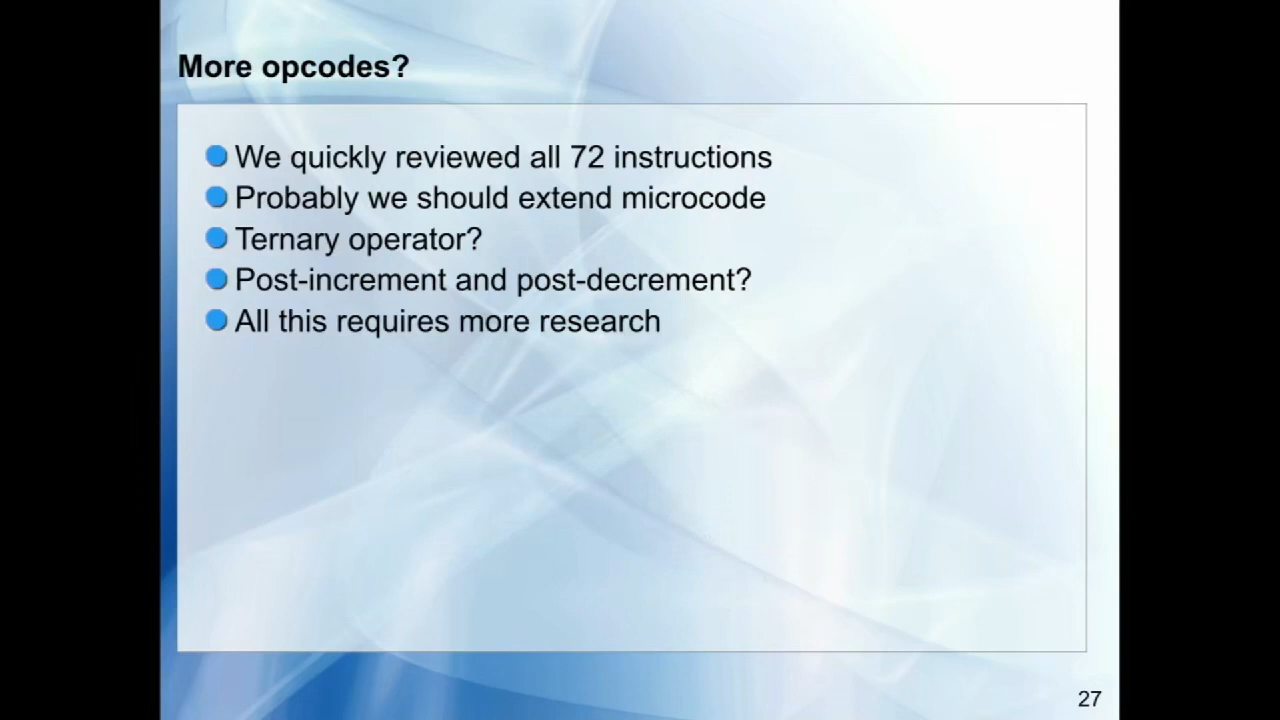 More opcodes?
We quickly reviewed all 72 instructions
Probably we should extend microcode
Ternary operator?
Post-increment and post-decrement?
All this requires more research
27